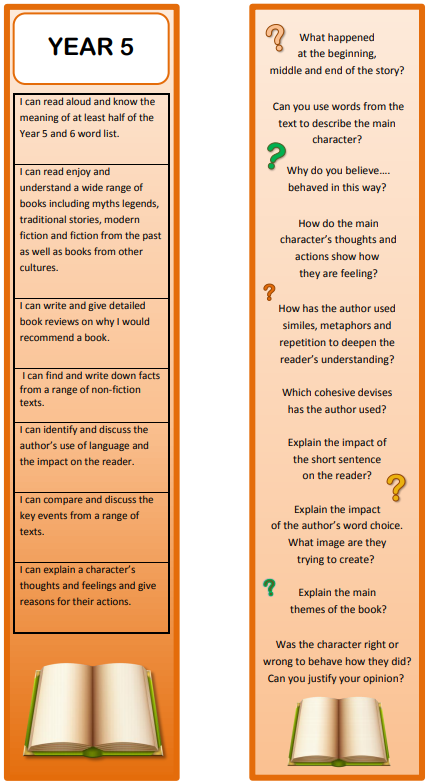 YEAR 5
I can read aloud and know the
meaning of at least half of the
Year 5 and 6 word list.
I can read enjoy and
understand a wide range of
books including myths legends,
traditional stories, modern
fiction and fiction from the past
as well as books from other
cultures.
I can write and give detailed
book reviews on why I would
recommend a book.
I can find and write down facts
from a range of non-fiction
texts.
I can identify and discuss the
author's use of language and
the impact on the reader.
I can compare and discuss the
key events from a range of
texts.
I can explain a character's
thoughts and feelings and give
reasons for their actions.
What happened
at the beginning,
middle and end of the story?
Can you use words from the
text to describe the main
character?
Why do you believe....
behaved in this way?
How do the main
character's thoughts and
actions show how
they are feeling?
How has the author used
similes, metaphors and
repetition to deepen the
reader's understanding?
Which cohesive devises
has the author used?
Explain the impact of
the short sentence
on the reader?
Explain the impact
of the author's word choice.
What image are they
trying to create?
Explain the main
themes of the book?
Was the character right or
wrong to behave how they did?
Can you justify your opinion?